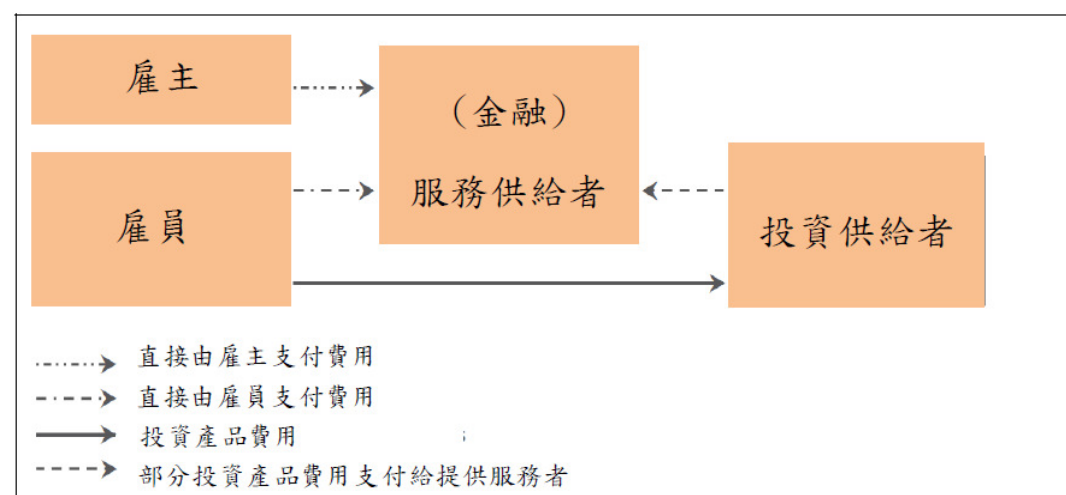 雇主
（金融）
服務供給者
雇員
投資供給者
直接由雇主支付費用
直接由雇員支付費用
投資產品費用
部分投資產品費用支付給提供服務者